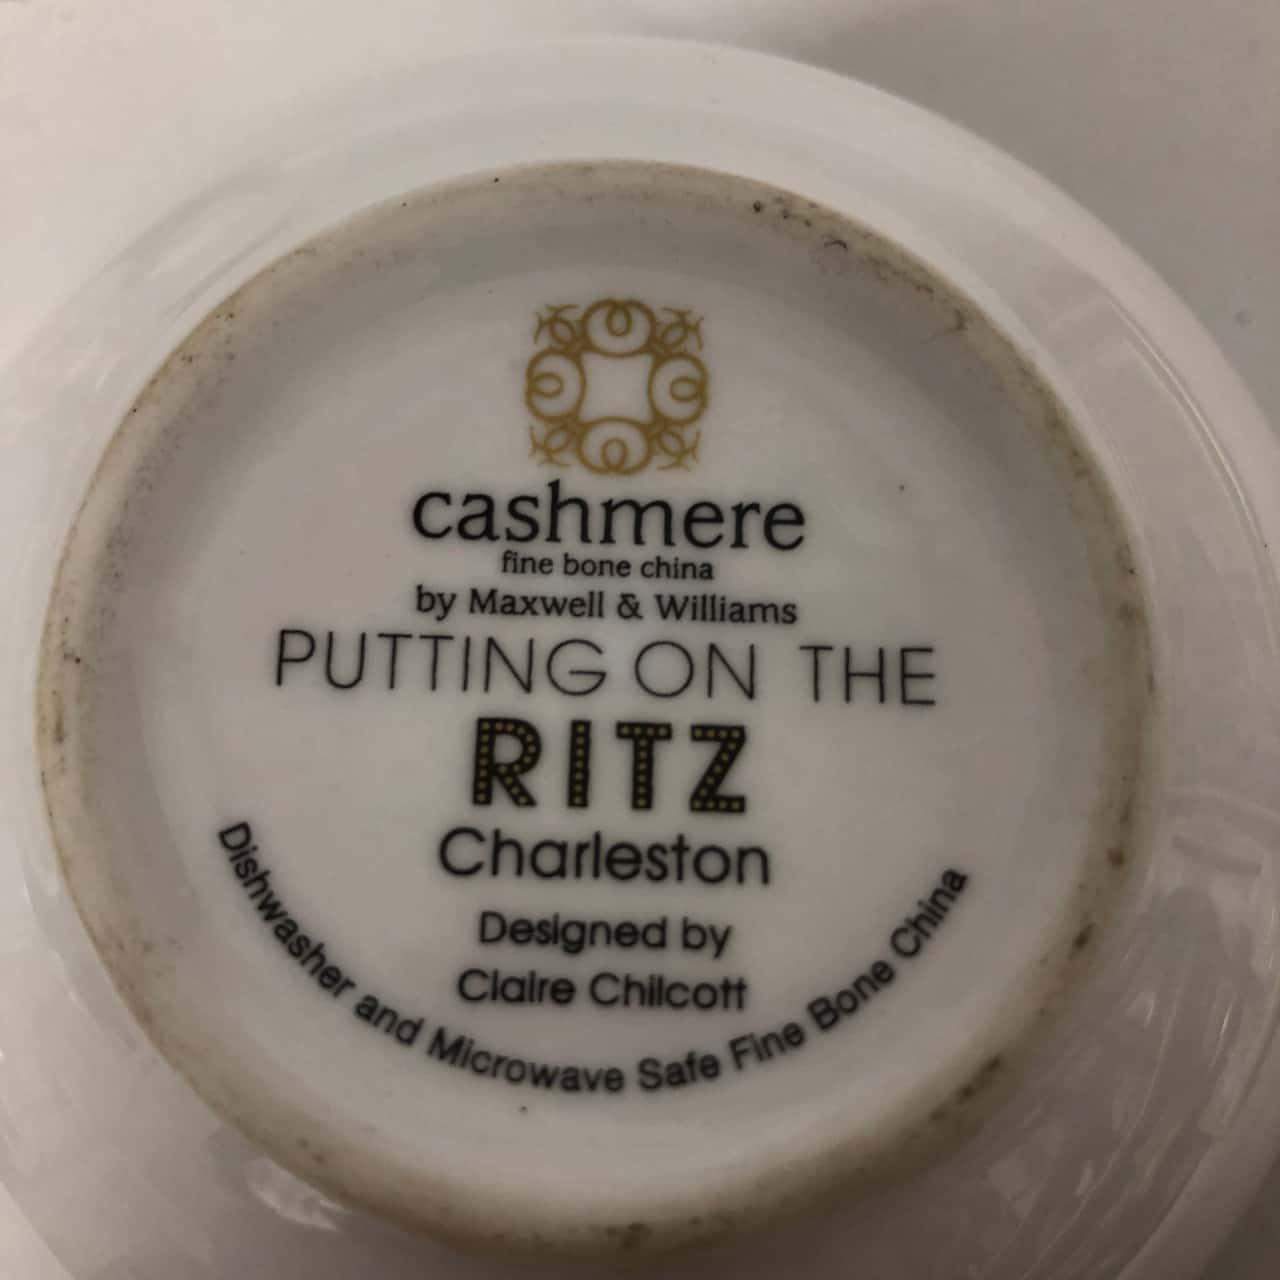 cashmere
fine bone china
by Maxwell & Williams
PUTTING ON THE
RITZ
Charleston
Designed by
Claire Chilcott
Dishwasher and Microwave Safe Fine Bone China